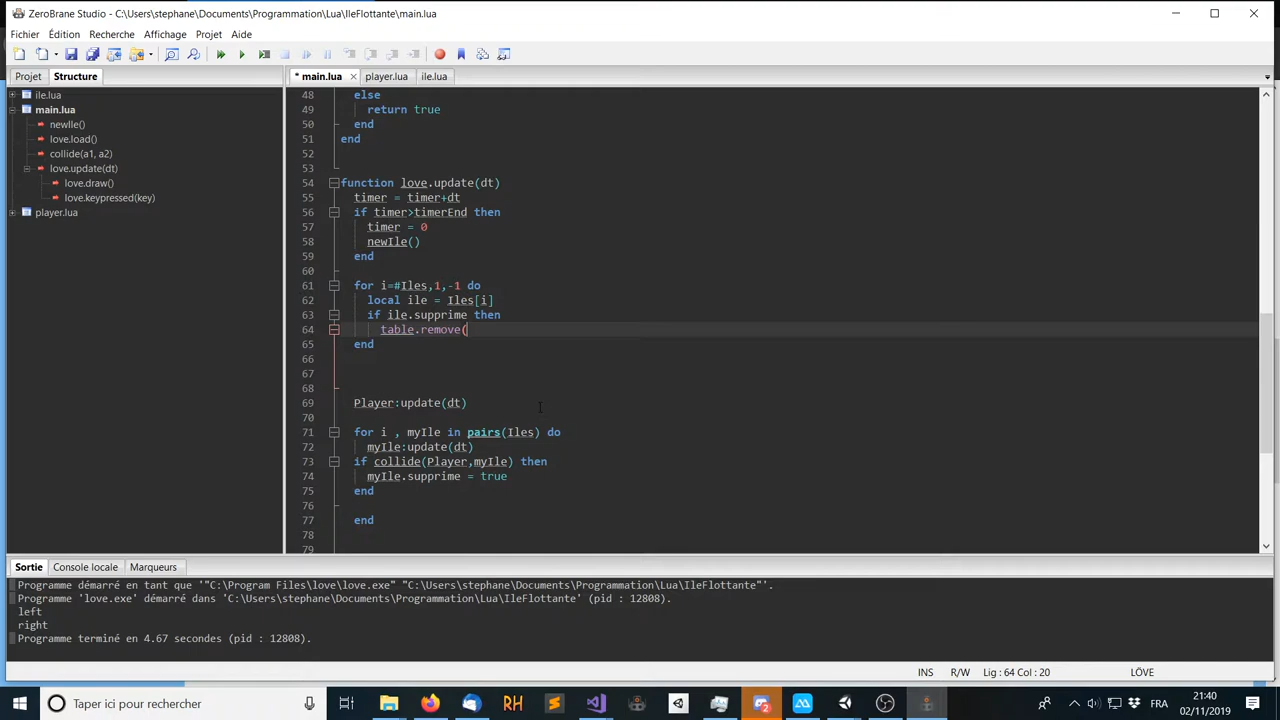 ZeroBrane Studio - C:\Users\stephane\Documents\Programmation\Lua\IleFlottante\main.lua
Fichier Édition Recherche Affichage Projet Aide
Projet Structure
* main.lua player.lua ile.lua
ile.lua
main.lua
newIle()
love.load()
collide(a1, a2)
love.update(dt)
love.draw()
love.keypressed(key)
player.lua
48 else
49 return true
50 end
51 end
52
53
54 function love.update(dt)
55 timer = timer+dt
56 if timer>timerEnd then
57 timer = 0
58 newIle()
59 end
60
61 for i=#Iles,1,-1 do
62 local ile = Iles[i]
63 if ile.supprime then
64 table.remove(
65 end
66
67
68
69 Player:update(dt)
70
71 for i , myIle in pairs(Iles) do
72 myIle:update(dt)
73 if collide(Player,myIle) then
74 myIle.supprime = true
75 end
76
77 end
78
79
Sortie Console locale Marqueurs
Programme démarré en tant que '"C:\Program Files\love\love.exe" "C:\Users\stephane\Documents\Programmation\Lua\IleFlottante"'.
Programme 'love.exe' démarré dans 'C:\Users\stephane\Documents\Programmation\Lua\IleFlottante' (pid : 12808).
left
right
Programme terminé en 4.67 secondes (pid : 12808).
INS R/W Lig : 64 Col : 20 LÖVE
Taper ici pour rechercher
RH
2
FRA
21:40
02/11/2019